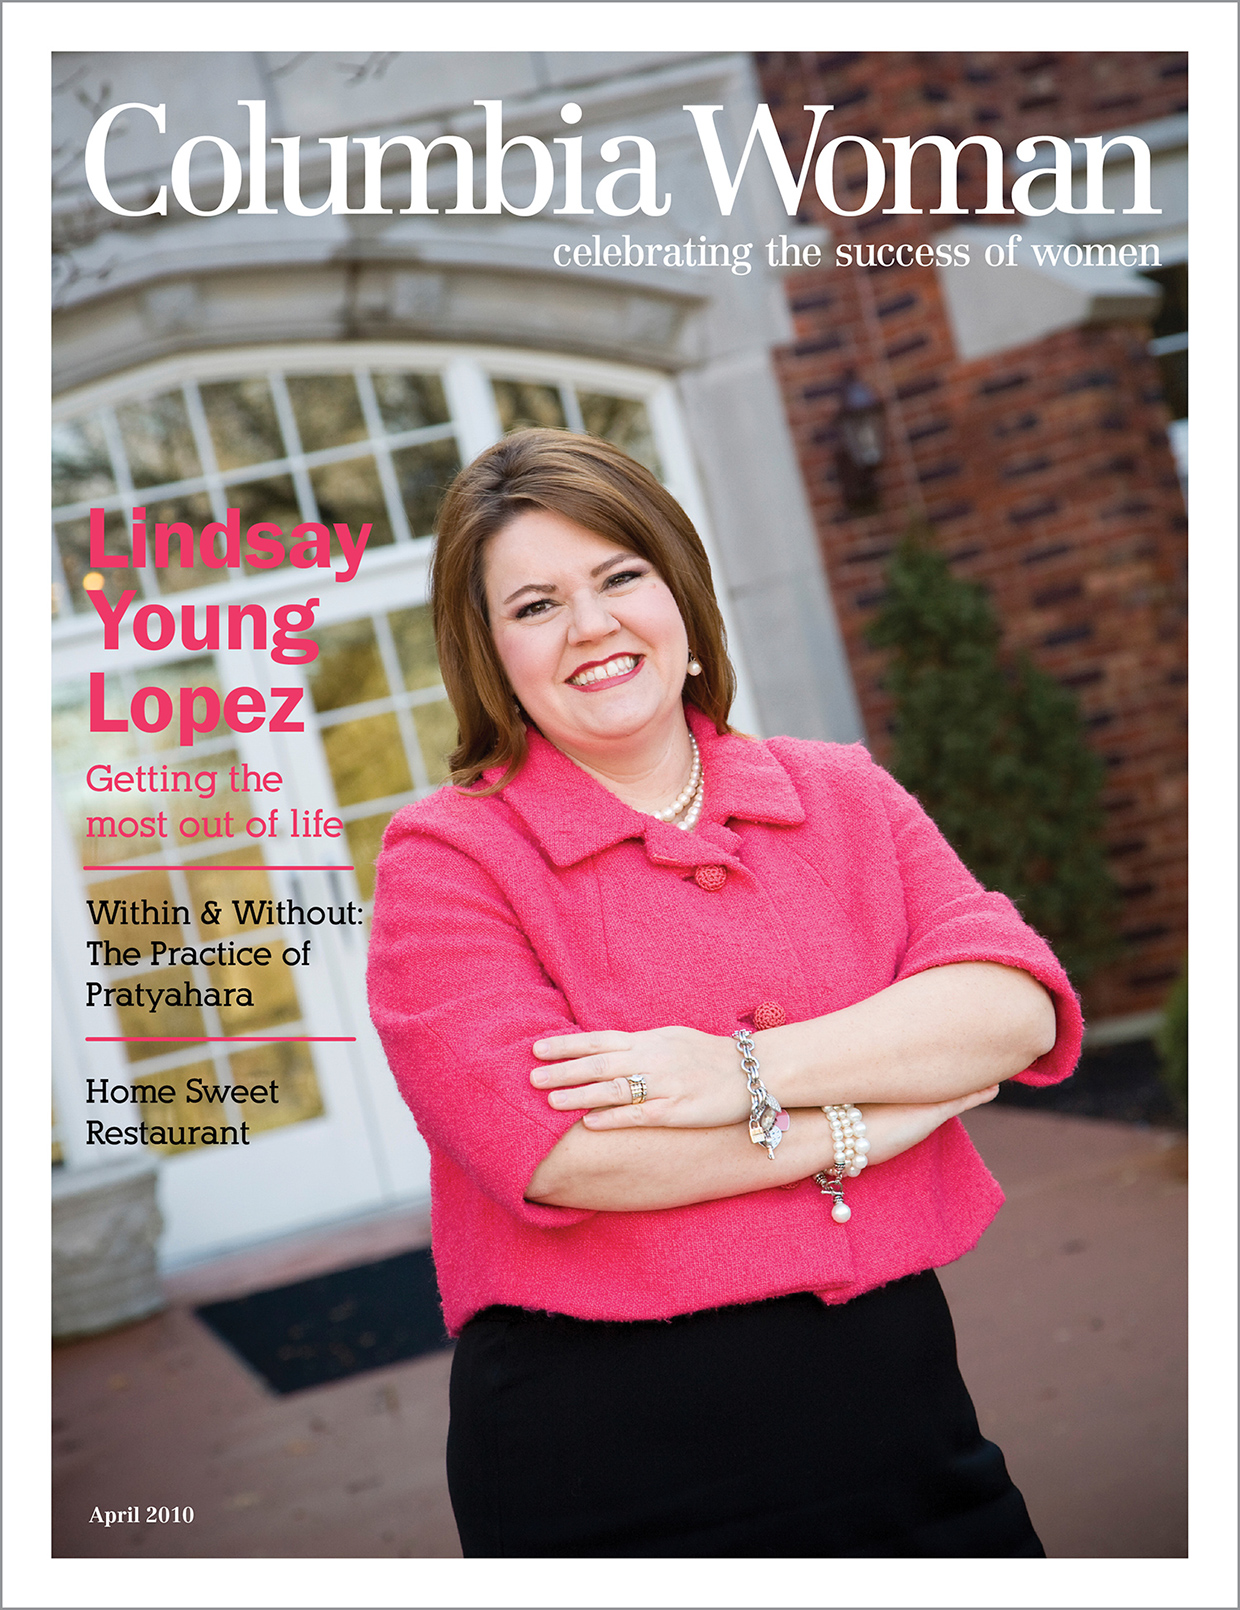 Columbia Woman
celebrating the success of women
Lindsay
Young
Lopez
Getting the
most out of life
Within & Without:
The Practice of
Pratyahara
Home Sweet
Restaurant
April 2010